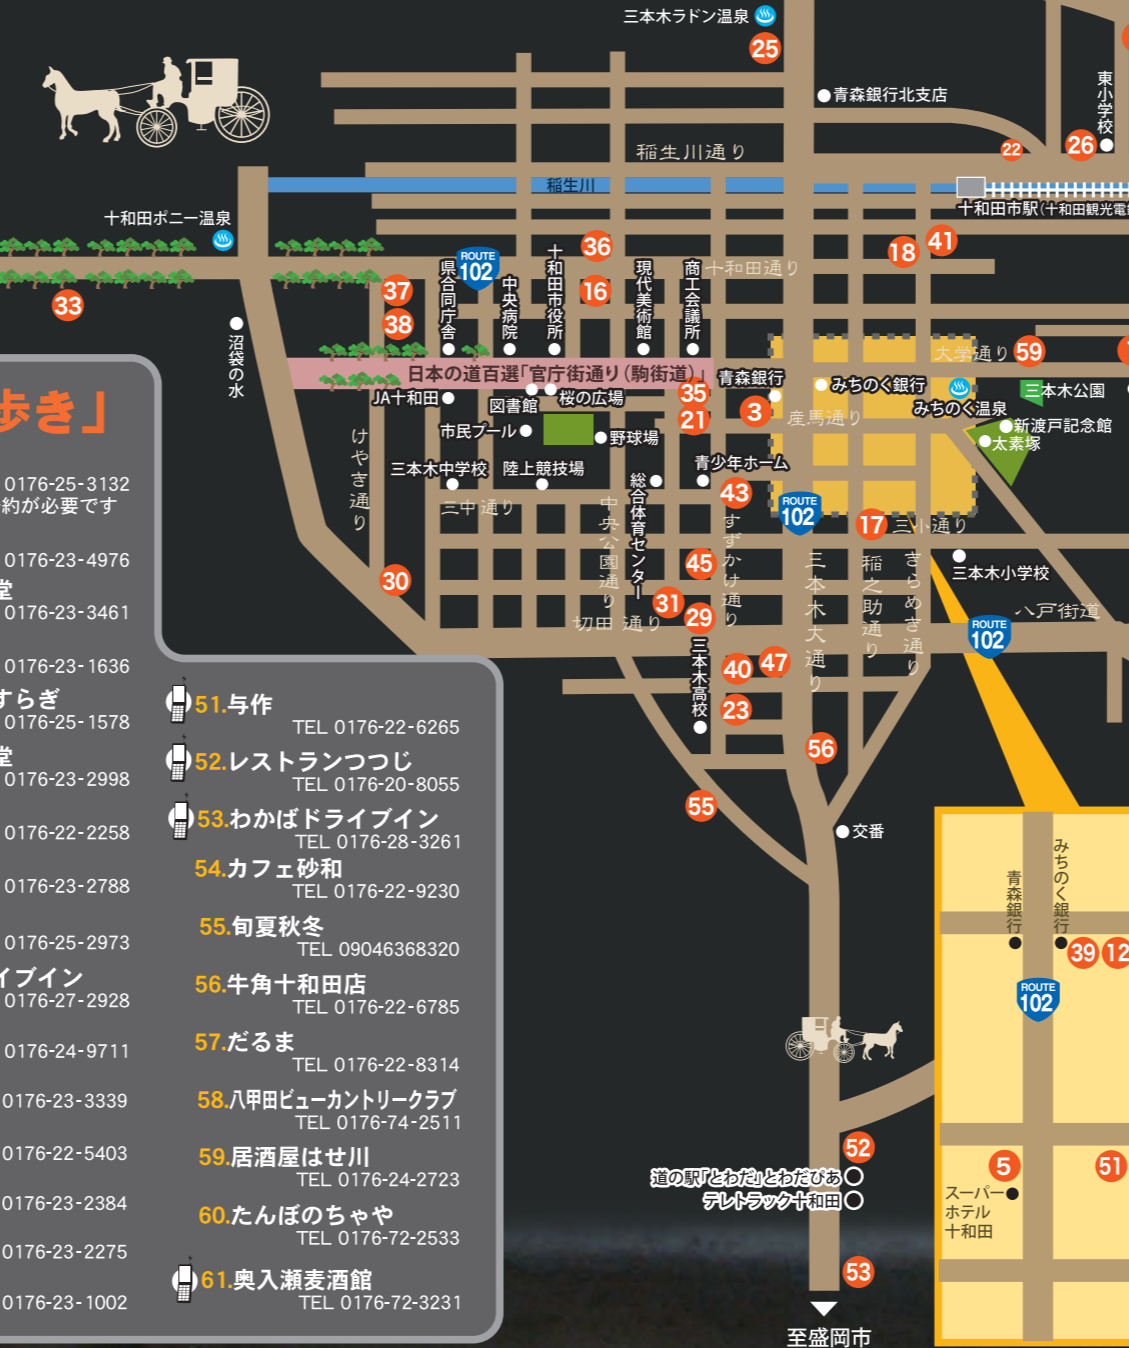 三本木ラドン温泉
25
青森銀行北支店
東小学校
22
26
稲生川通り
稲生川
十和田市駅(十和田観光電
十和田ポニー温泉
36
18
41
ROUTE
102
県合同庁舎
中央病院
十和田市役所
現代美術館
商工会議所
十和田通り
33
37
16
38
沼袋の水
大学通り
59
日本の道百選「官庁街通り(駒街道)」
青森銀行
みちのく銀行
みちのく温泉
三本木公園
JA十和田
図書館
桜の広場
35
3
産馬通り
新渡戸記念館
太素塚
市民プール
野球場
21
けやき通り
三本木中学校
陸上競技場
総合体育センター
青少年ホーム
43
三中通り
中央公園通り
すずかけ通り
ROUTE
102
17
三小通り
三本木小学校
30
45
三本木大通り
稲之助通り
きらめき通り
31
29
切田通り
八戸街道
ROUTE
102
三本木高校
40
47
23
56
55
交番
歩き」
0176-25-3132
約が必要です
0176-23-4976
堂
0176-23-3461
0176-23-1636
すらぎ
0176-25-1578
堂
0176-23-2998
0176-22-2258
0176-23-2788
0176-25-2973
イブイン
0176-27-2928
0176-24-9711
0176-23-3339
0176-22-5403
0176-23-2384
0176-23-2275
0176-23-1002
51.与作
TEL 0176-22-6265
52.レストランつつじ
TEL 0176-20-8055
53.わかばドライブイン
TEL 0176-28-3261
54.カフェ砂和
TEL 0176-22-9230
55.旬夏秋冬
TEL 09046368320
56.牛角十和田店
TEL 0176-22-6785
57.だるま
TEL 0176-22-8314
58.八甲田ビューカントリークラブ
TEL 0176-74-2511
59.居酒屋はせ川
TEL 0176-24-2723
60.たんぽのちゃや
TEL 0176-72-2533
61.奥入瀬麦酒館
TEL 0176-72-3231
52
道の駅「とわだ」とわだぴあ
テレトラック十和田
53
至盛岡市
青森銀行
みちのく銀行
39
12
ROUTE
102
5
51
スーパー
ホテル
十和田